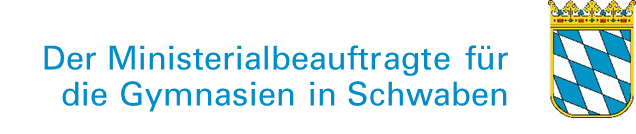 Der Ministerialbeauftragte für
die Gymnasien in Schwaben